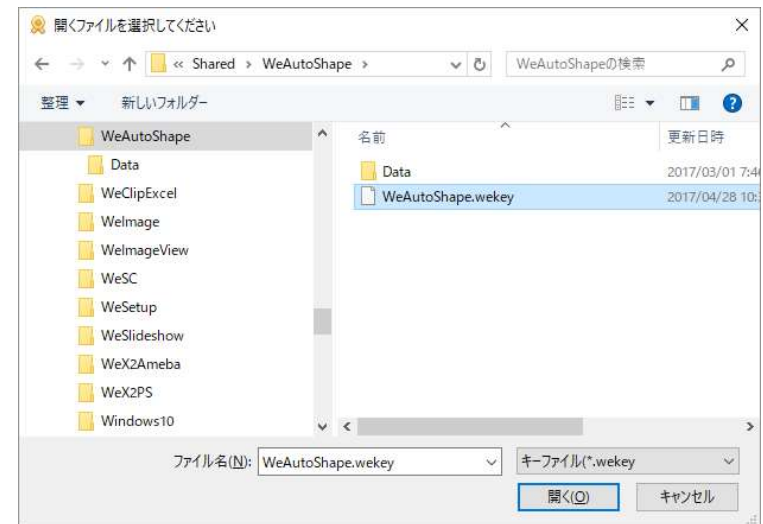 開くファイルを選択してください
« Shared › WeAutoShape ›
WeAutoShapeの検索
整理 ▼ 新しいフォルダー
WeAutoShape
Data
WeClipExcel
WeImage
WeImageView
WeSC
WeSetup
WeSlideshow
WeX2Ameba
WeX2PS
Windows10
名前 更新日時
Data 2017/03/01 7:4
WeAutoShape.wekey 2017/04/28 10:
ファイル名(N): WeAutoShape.wekey キーファイル(*.wekey
開く(O) キャンセル